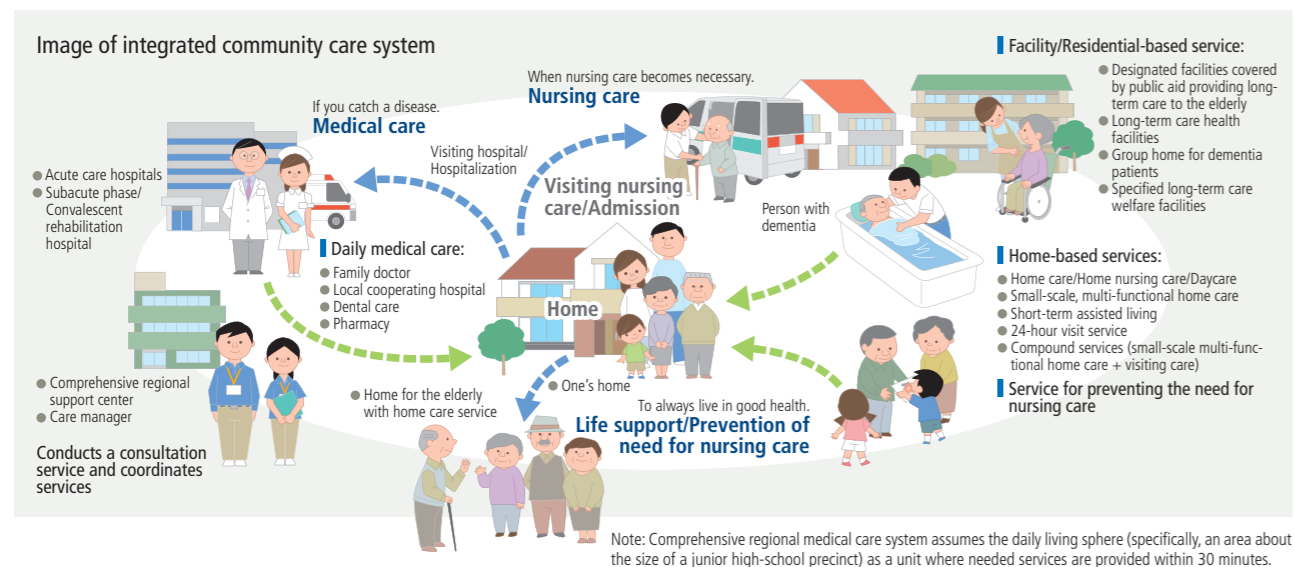 Image of integrated community care system
If you catch a disease.
Medical care
Acute care hospitals
Subacute phase/
Convalescent
rehabilitation
hospital
Visiting hospital/
Hospitalization
Daily medical care:
Family doctor
Local cooperating hospital
Dental care
Pharmacy
When nursing care becomes necessary.
Nursing care
Visiting nursing
care/Admission
Person with
dementia
Facility/Residential-based service:
Designated facilities covered
by public aid providing long-
term care to the elderly
Long-term care health
facilities
Group home for dementia
patients
Specified long-term care
welfare facilities
Home-based services:
Home care/Home nursing care/Daycare
Small-scale, multi-functional home care
Short-term assisted living
24-hour visit service
Compound services (small-scale multi-func-
tional home care + visiting care)
Service for preventing the need for
nursing care
Home
One's home
Home for the elderly
with home care service
To always live in good health.
Life support/Prevention of
need for nursing care
Comprehensive regional
support center
Care manager
Conducts a consultation
service and coordinates
services
Note: Comprehensive regional medical care system assumes the daily living sphere (specifically, an area about
the size of a junior high-school precinct) as a unit where needed services are provided within 30 minutes.